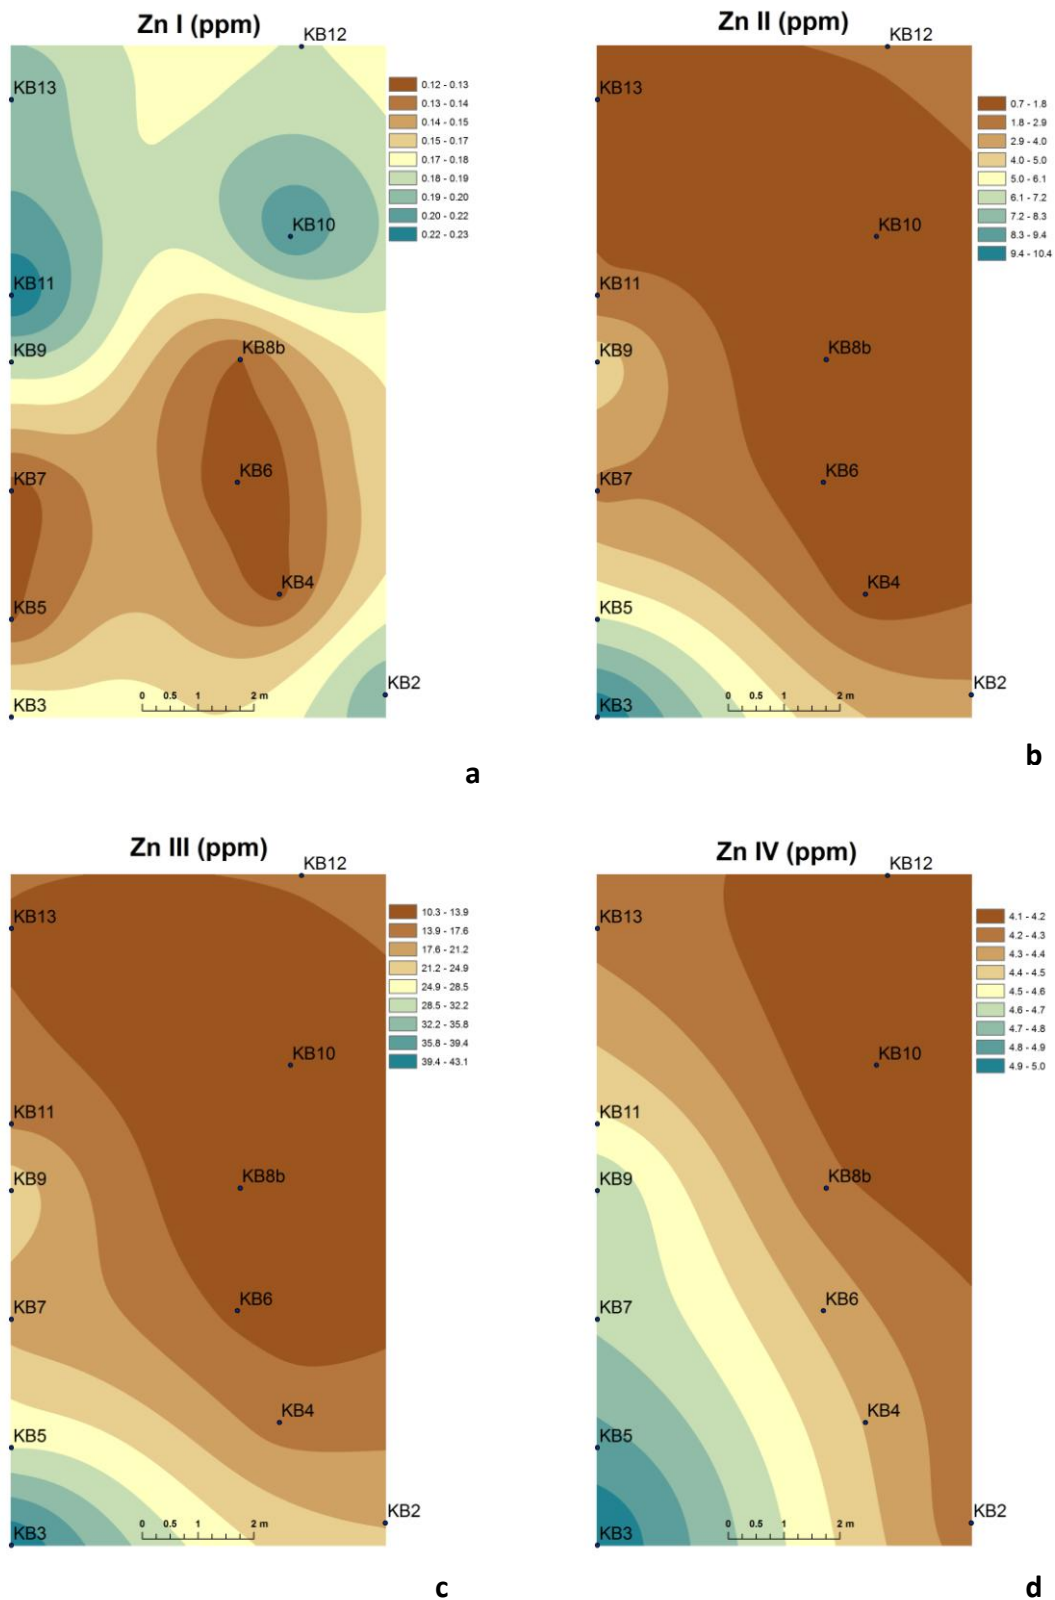 Zn I (ppm)
KB12
KB13
0.12 - 0.13
0.13 - 0.14
0.14 - 0.15
0.15 - 0.17
0.17 - 0.18
0.18 - 0.19
0.19 - 0.20
0.20 - 0.22
0.22 - 0.23
KB10
KB11
KB9
KB8b
KB7
KB6
KB4
KB5
KB2
KB3
0 0.5 1 2 m
a
Zn II (ppm)
KB12
KB13
0.7 - 1.8
1.8 - 2.9
2.9 - 4.0
4.0 - 5.0
5.0 - 6.1
6.1 - 7.2
7.2 - 8.3
8.3 - 9.4
9.4 - 10.4
KB10
KB11
KB9
KB8b
KB7
KB6
KB4
KB5
KB2
KB3
0 0.5 1 2 m
b
Zn III (ppm)
KB12
KB13
10.3 - 13.9
13.9 - 17.6
17.6 - 21.2
21.2 - 24.9
24.9 - 28.5
28.5 - 32.2
32.2 - 35.8
35.8 - 39.4
39.4 - 43.1
KB10
KB11
KB9
KB8b
KB7
KB6
KB4
KB5
KB2
KB3
0 0.5 1 2 m
c
Zn IV (ppm)
KB12
KB13
4.1 - 4.2
4.2 - 4.3
4.3 - 4.4
4.4 - 4.5
4.5 - 4.6
4.6 - 4.7
4.7 - 4.8
4.8 - 4.9
4.9 - 5.0
KB10
KB11
KB9
KB8b
KB7
KB6
KB4
KB5
KB2
KB3
0 0.5 1 2 m
d